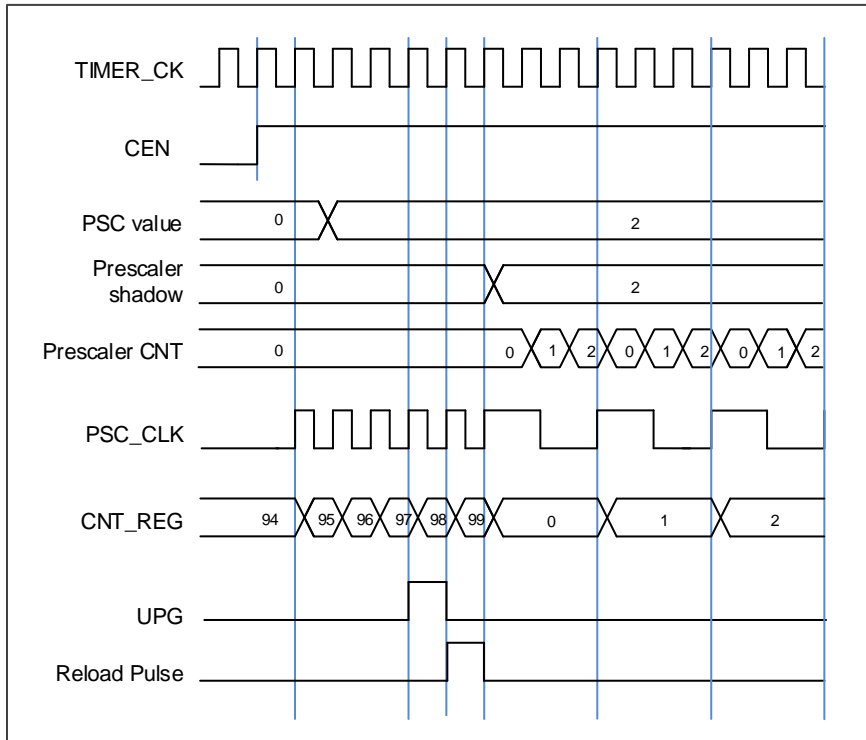 TIMER_CK
CEN
PSC value
0
2
Prescaler
shadow
0
2
Prescaler CNT
0
0 1 2 0 1 2 0 1 2
PSC_CLK
CNT_REG
94 95 96 97 98 99 0 1 2
UPG
Reload Pulse